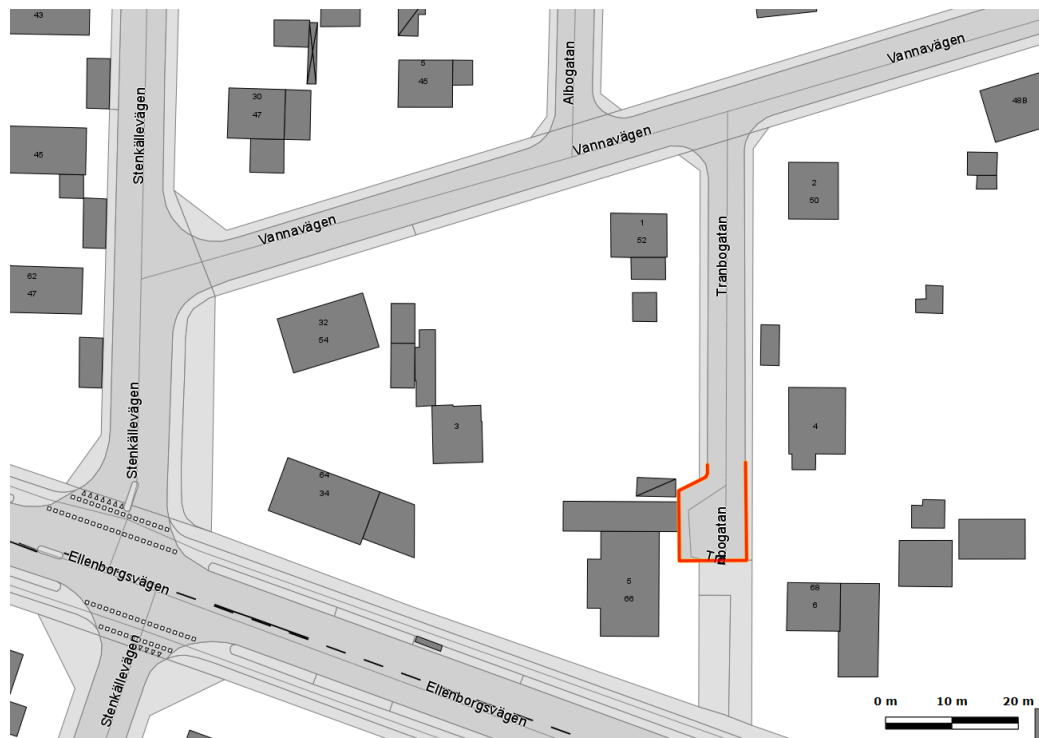 43
Stenkällevägen
30
47
5
45
Albogatan
Vannavägen
48B
45
Vannavägen
2
50
Vannavägen
1
52
Tranbogatan
62
47
32
54
Stenkällevägen
3
4
64
34
Tranbogatan
Ellenborgsvägen
5
66
68
6
Stenkällevägen
Ellenborgsvägen
0 m 10 m 20 m